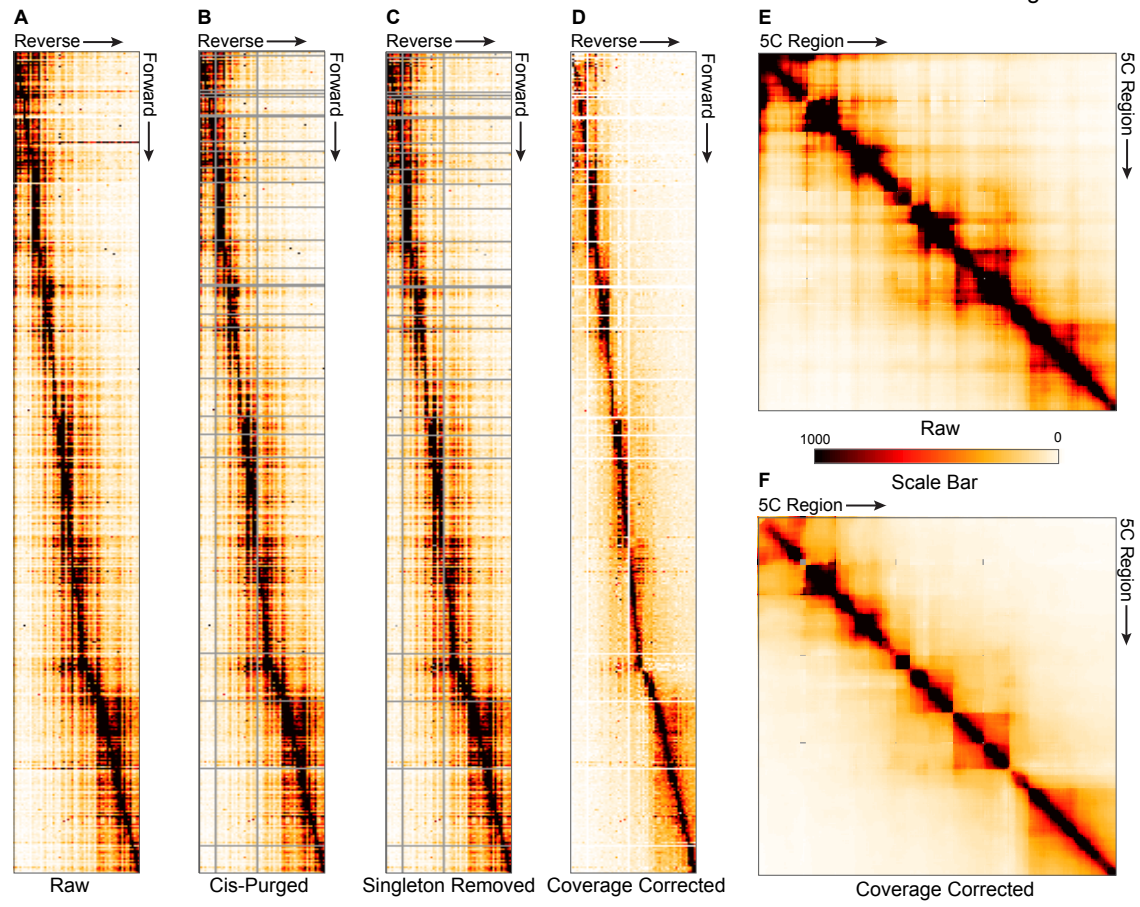 A
B
C
D
E
Reverse
Reverse
Reverse
Reverse
5C Region
Forward
Forward
Forward
Forward
5C Region
Raw
1000
0
Scale Bar
F
5C Region
5C Region
Raw
Cis-Purged
Singleton Removed
Coverage Corrected
Coverage Corrected